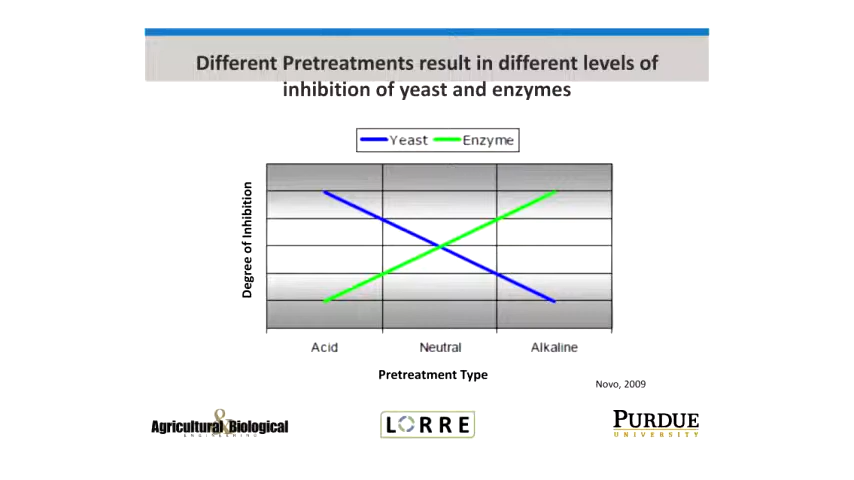 Different Pretreatments result in different levels of
inhibition of yeast and enzymes
Yeast Enzyme
Degree of Inhibition
Acid Neutral Alkaline
Pretreatment Type
Novo, 2009
Agricultural & Biological
ENGINEERING
LORRE
PURDUE
UNIVERSITY